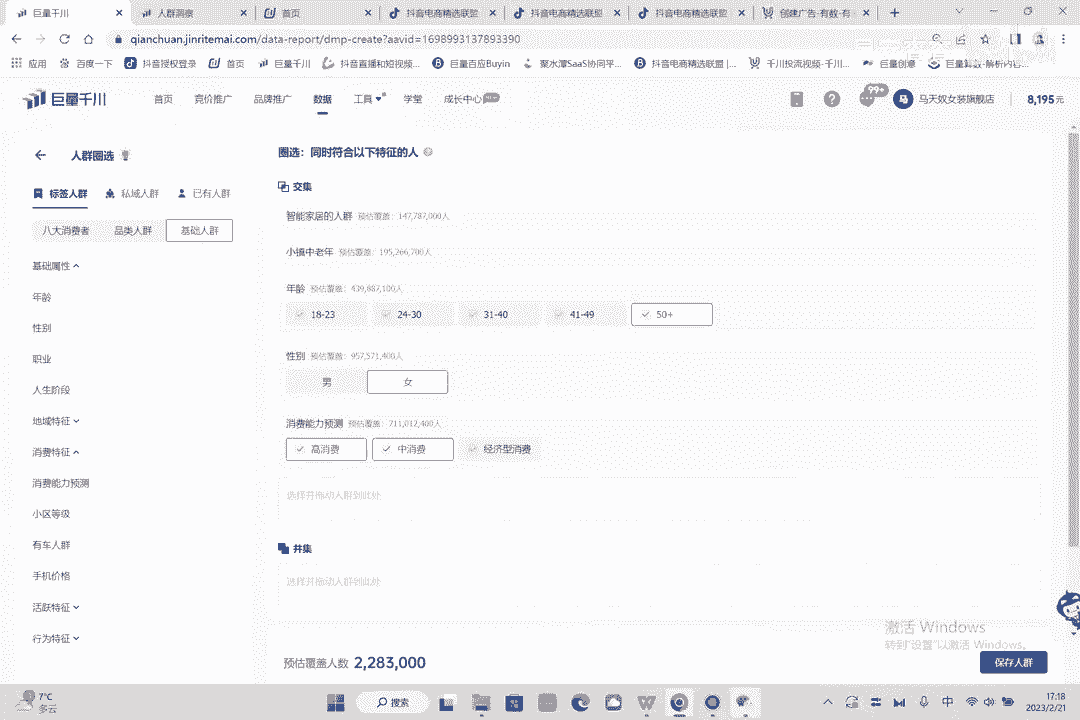 巨量千川
人群洞察
首页
抖音电商精选联盟
抖音电商精选联盟
抖音电商精选联盟
创建广告-有数-有
qianchuan.jinritemai.com/data-report/dmp-create?aavid=1698993137893390
应用
百度一下
抖音授权登录
首页
巨量千川
抖音直播和短视频...
巨量百应Buyin
聚水潭SaaS协同平...
抖音电商精选联盟 |...
千川投流视频-千川...
巨量创意
巨量算数-解析内容...
巨量千川
首页
竞价推广
品牌推广
数据
工具
学堂
成长中心
99+
马天奴女装旗舰店
8,195元
人群圈选
圈选：同时符合以下特征的人
标签人群
私域人群
已有人群
交集
八大消费者
品类人群
基础人群
智能家居的人群 预估覆盖：147,787,000人
基础属性
小镇中老年 预估覆盖：195,266,700人
年龄
年龄 预估覆盖：439,887,100人
18-23
24-30
31-40
41-49
50+
性别
职业
性别 预估覆盖：957,571,400人
男
女
人生阶段
地域特征
消费能力预测 预估覆盖：711,012,400人
消费特征
高消费
中消费
经济型消费
消费能力预测
选择并拖动人群到此处
小区等级
有车人群
并集
手机价格
选择并拖动人群到此处
活跃特征
行为特征
激活 Windows
转到"设置"以激活 Windows。
预估覆盖人数 2,283,000
保存人群
7°C
多云
搜索
中
17:18
2023/2/21